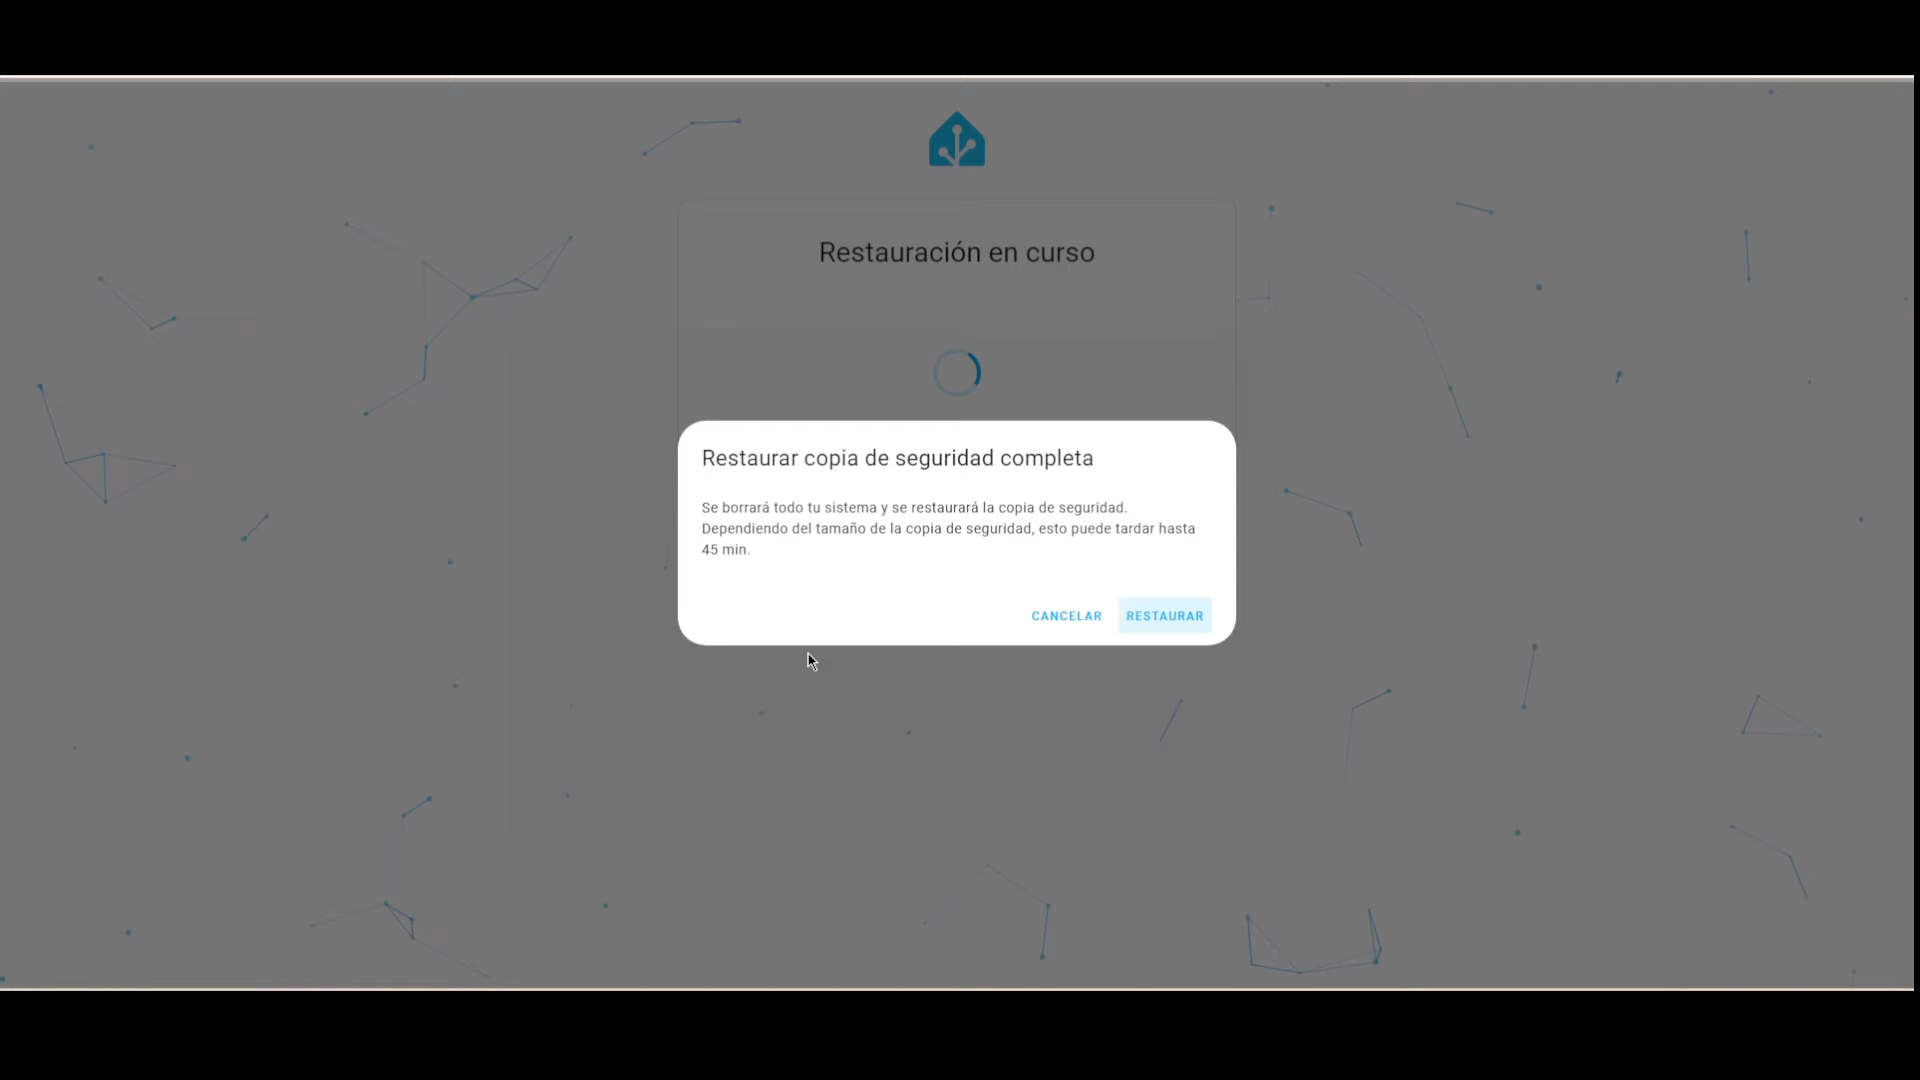 Restauración en curso
Restaurar copia de seguridad completa
Se borrará todo tu sistema y se restaurará la copia de seguridad.
Dependiendo del tamaño de la copia de seguridad, esto puede tardar hasta
45 min.
CANCELAR RESTAURAR